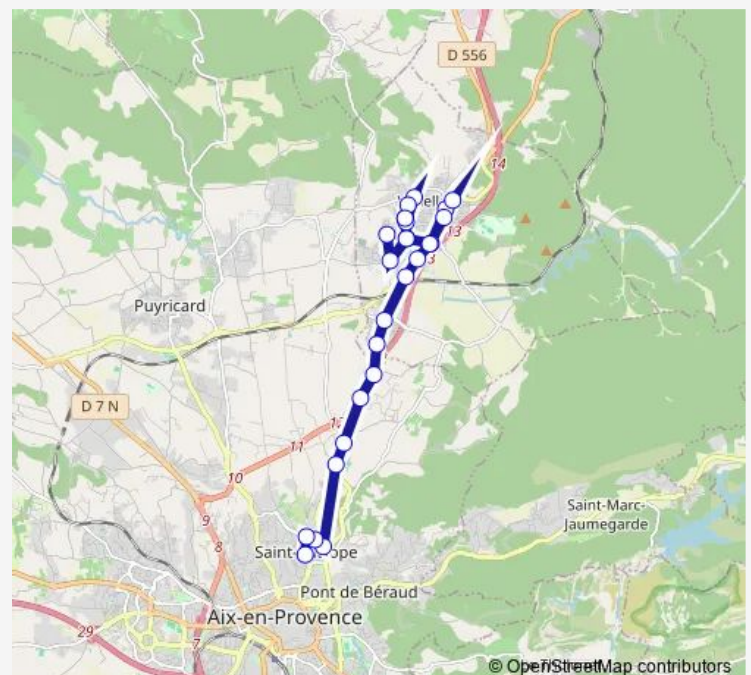 D 556
14
13
3
Puyricard
D 7 N
11
10
9
8
Saint-Marc-
Jaumegarde
Pont de Béraud
Aix-en-Provence
29
7
© OpenStreetMap contributors